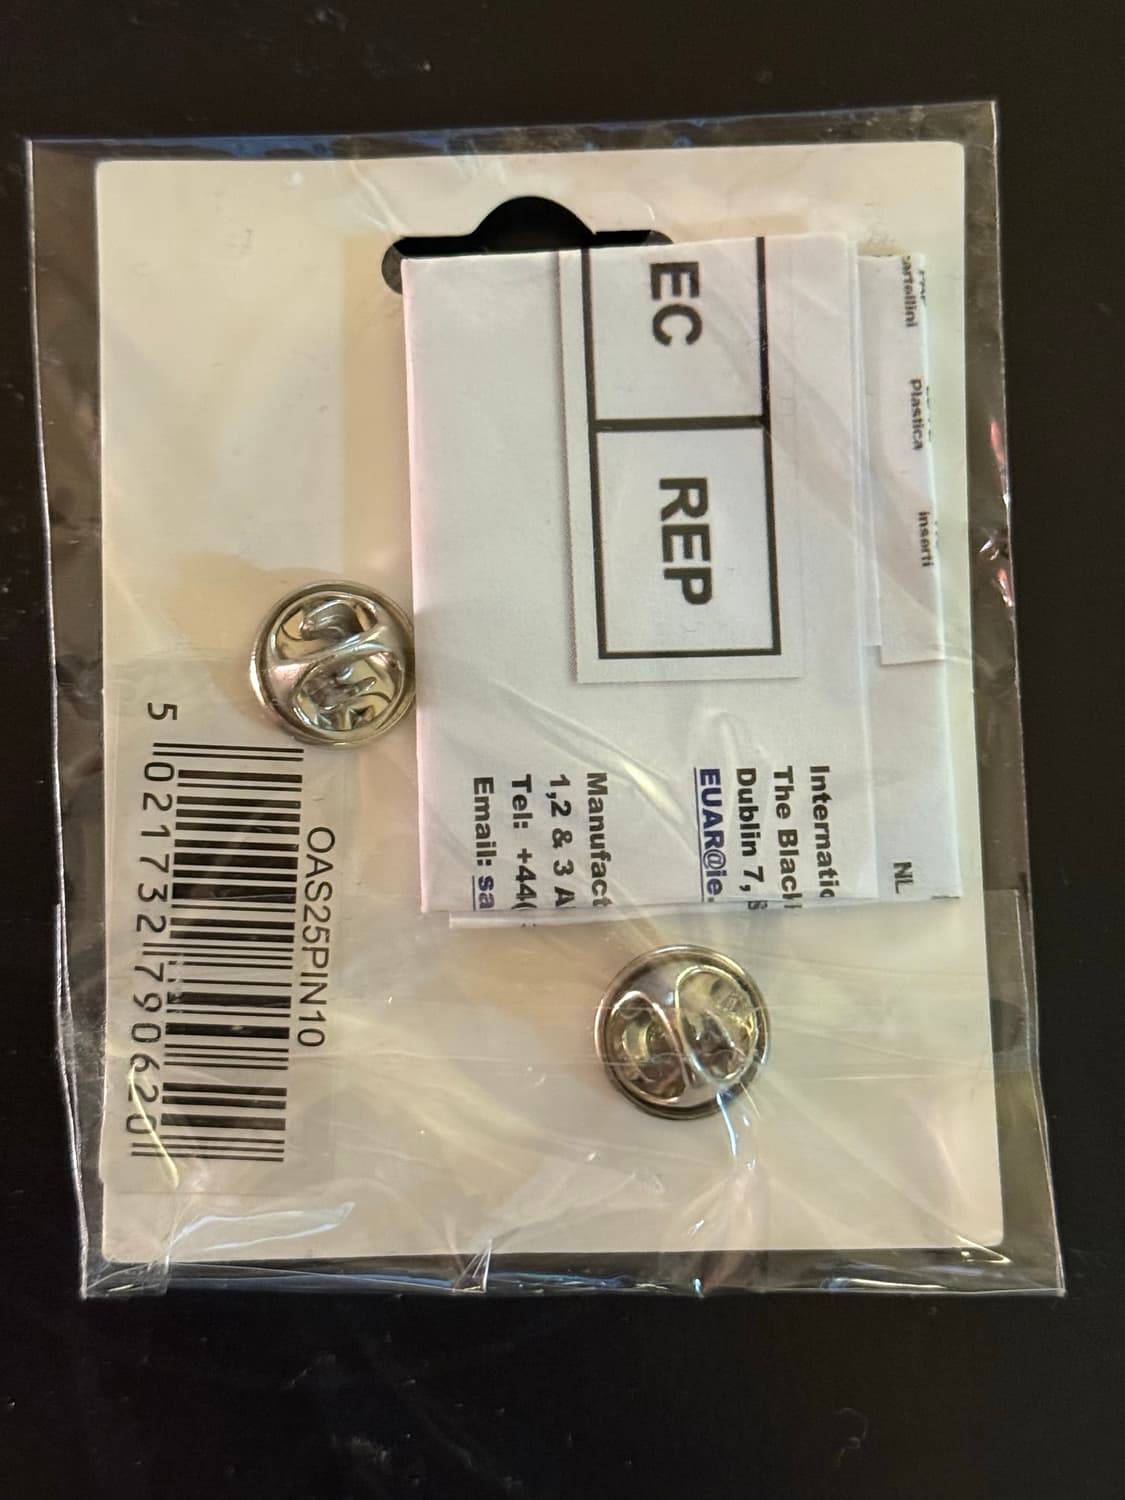 EC
REP
Internatio
The Black
Dublin 7,
EUAR@ie.
Manufact
1,2 & 3 A
Tel: +44(
Email: sa
cartellini
Plastica
inserti
NL
OAS25PIN10
5 021732 790620